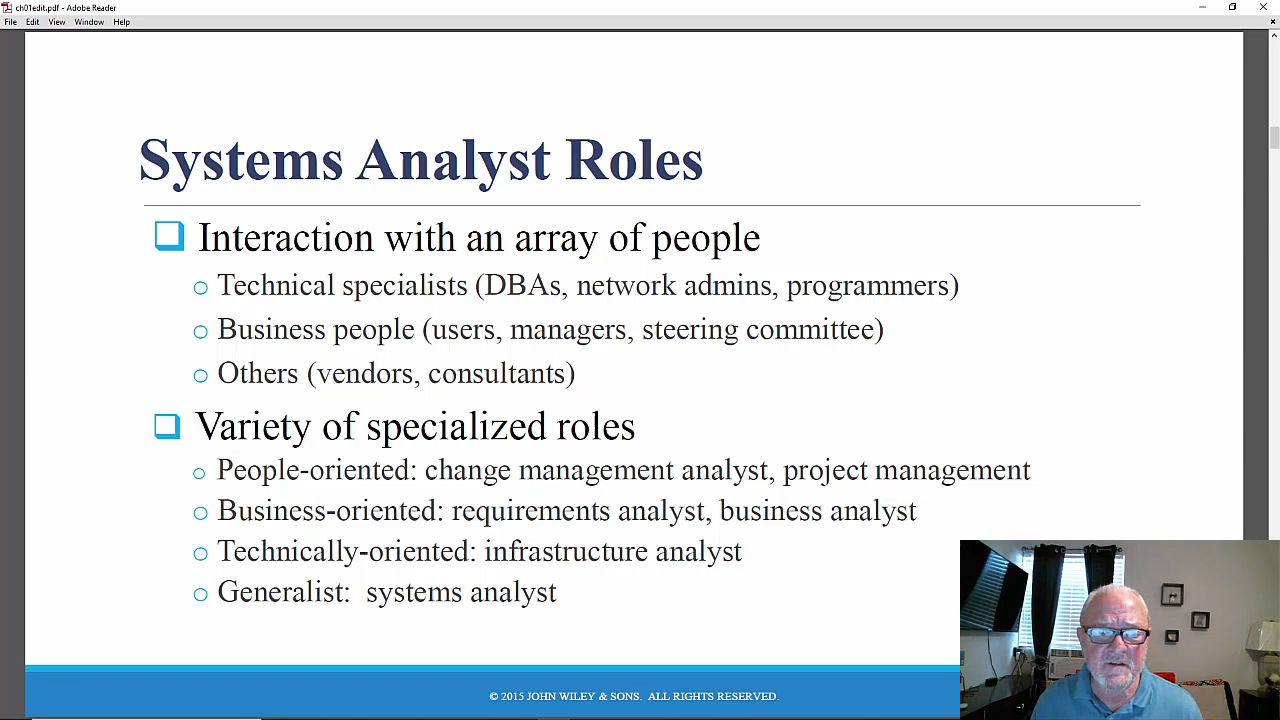 ch01edit.pdf - Adobe Reader
File Edit View Window Help
Systems Analyst Roles
Interaction with an array of people
Technical specialists (DBAs, network admins, programmers)
Business people (users, managers, steering committee)
Others (vendors, consultants)
Variety of specialized roles
People-oriented: change management analyst, project management
Business-oriented: requirements analyst, business analyst
Technically-oriented: infrastructure analyst
Generalist: systems analyst
© 2015 JOHN WILEY & SONS. ALL RIGHTS RESERVED.